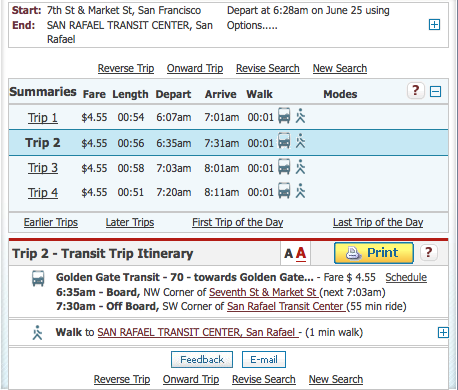 Start: 7th St & Market St, San Francisco Depart at 6:28am on June 25 using
End: SAN RAFAEL TRANSIT CENTER, San Options.....
Rafael
Reverse Trip Onward Trip Revise Search New Search
Summaries Fare Length Depart Arrive Walk Modes ?
Trip 1 $4.55 00:54 6:07am 7:01am 00:01
Trip 2 $4.55 00:56 6:35am 7:31am 00:01
Trip 3 $4.55 00:58 7:03am 8:01am 00:01
Trip 4 $4.55 00:51 7:20am 8:11am 00:01
Earlier Trips Later Trips First Trip of the Day Last Trip of the Day
Trip 2 - Transit Trip Itinerary A A Print ?
Golden Gate Transit - 70 - towards Golden Gate... - Fare $ 4.55 Schedule
6:35am - Board, NW Corner of Seventh St & Market St (next 7:03am)
7:30am - Off Board, SW Corner of San Rafael Transit Center (55 min ride)
Walk to SAN RAFAEL TRANSIT CENTER, San Rafael - (1 min walk)
Feedback E-mail
Reverse Trip Onward Trip Revise Search New Search